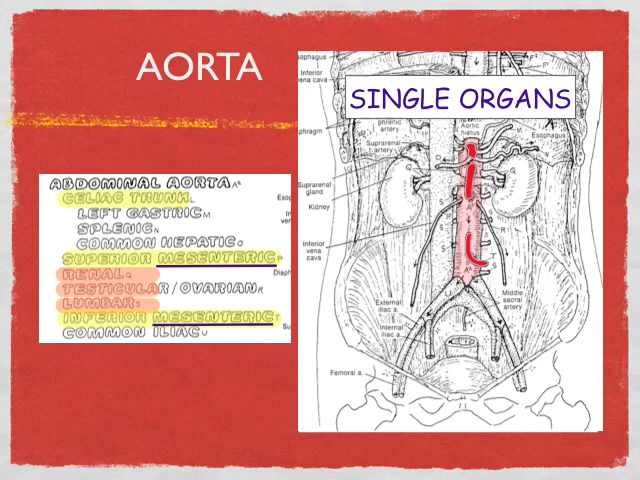 AORTA
SINGLE ORGANS
ABDOMINAL AORTA
CELIAC TRUNK L
LEFT GASTRIC M
SPLENIC N
COMMON HEPATIC O
SUPERIOR MESENTERIC P
RENAL Q
TESTICULAR/OVARIAN R
LUMBAR S
INFERIOR MESENTERIC T
COMMON ILIAC U
Inferior
vena cava
phrenic
artery
Aortic
hiatus
Esophagus
Suprarenal
artery
Suprarenal
gland
Kidney
Inferior
vena cava
External
iliac a.
Internal
iliac a.
Middle
sacral
artery
Femoral a.